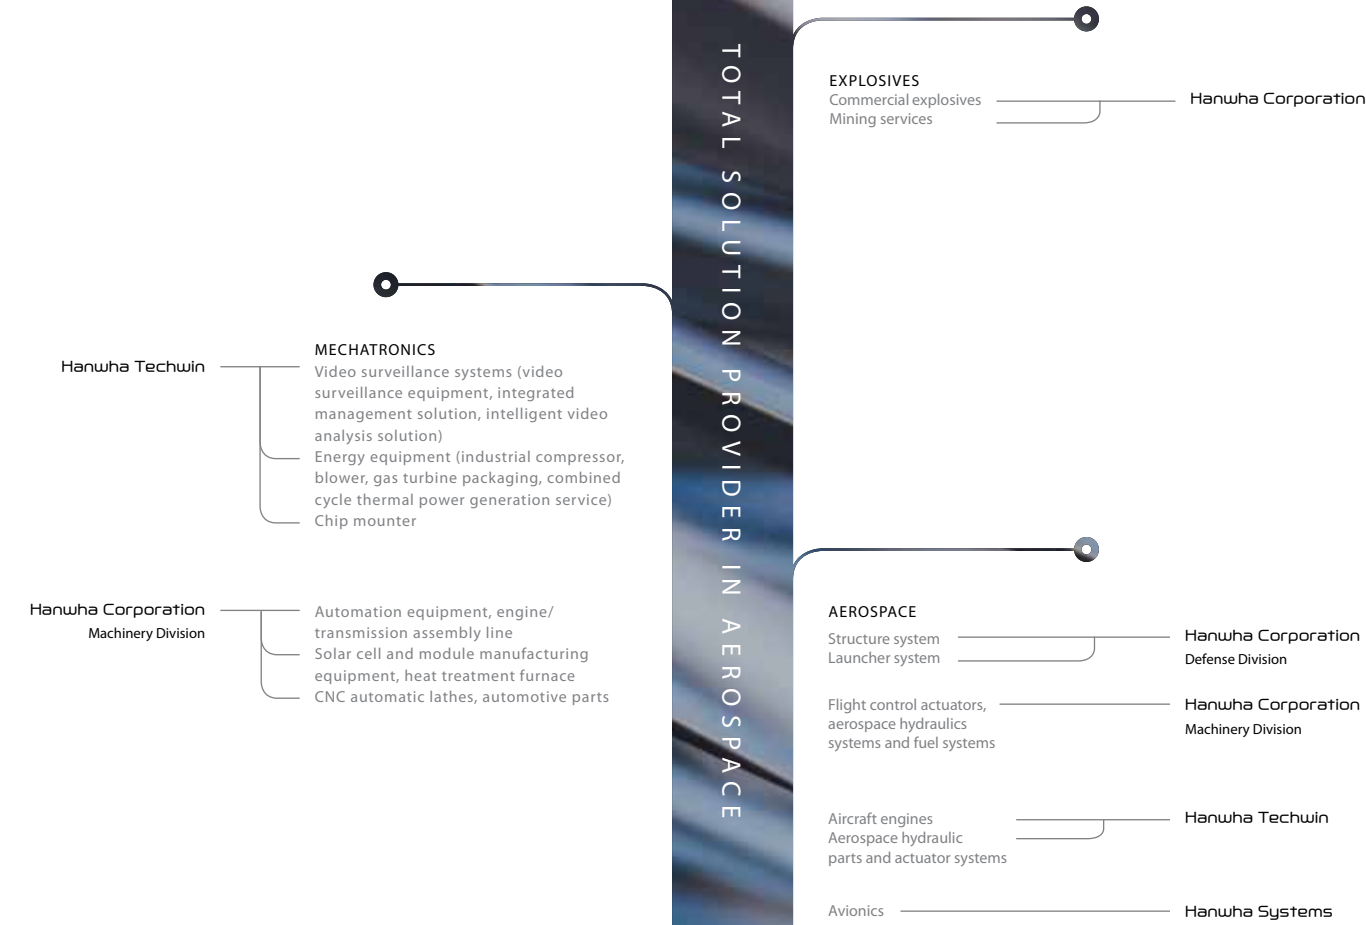 TOTAL SOLUTION PROVIDER IN AEROSPACE
EXPLOSIVES
Commercial explosives
Mining services
Hanwha Corporation
MECHATRONICS
Hanwha Techwin
Video surveillance systems (video
surveillance equipment, integrated
management solution, intelligent video
analysis solution)
Energy equipment (industrial compressor,
blower, gas turbine packaging, combined
cycle thermal power generation service)
Chip mounter
Hanwha Corporation
Machinery Division
Automation equipment, engine/
transmission assembly line
Solar cell and module manufacturing
equipment, heat treatment furnace
CNC automatic lathes, automotive parts
AEROSPACE
Structure system
Launcher system
Hanwha Corporation
Defense Division
Flight control actuators,
aerospace hydraulics
systems and fuel systems
Hanwha Corporation
Machinery Division
Aircraft engines
Aerospace hydraulic
parts and actuator systems
Hanwha Techwin
Avionics
Hanwha Systems